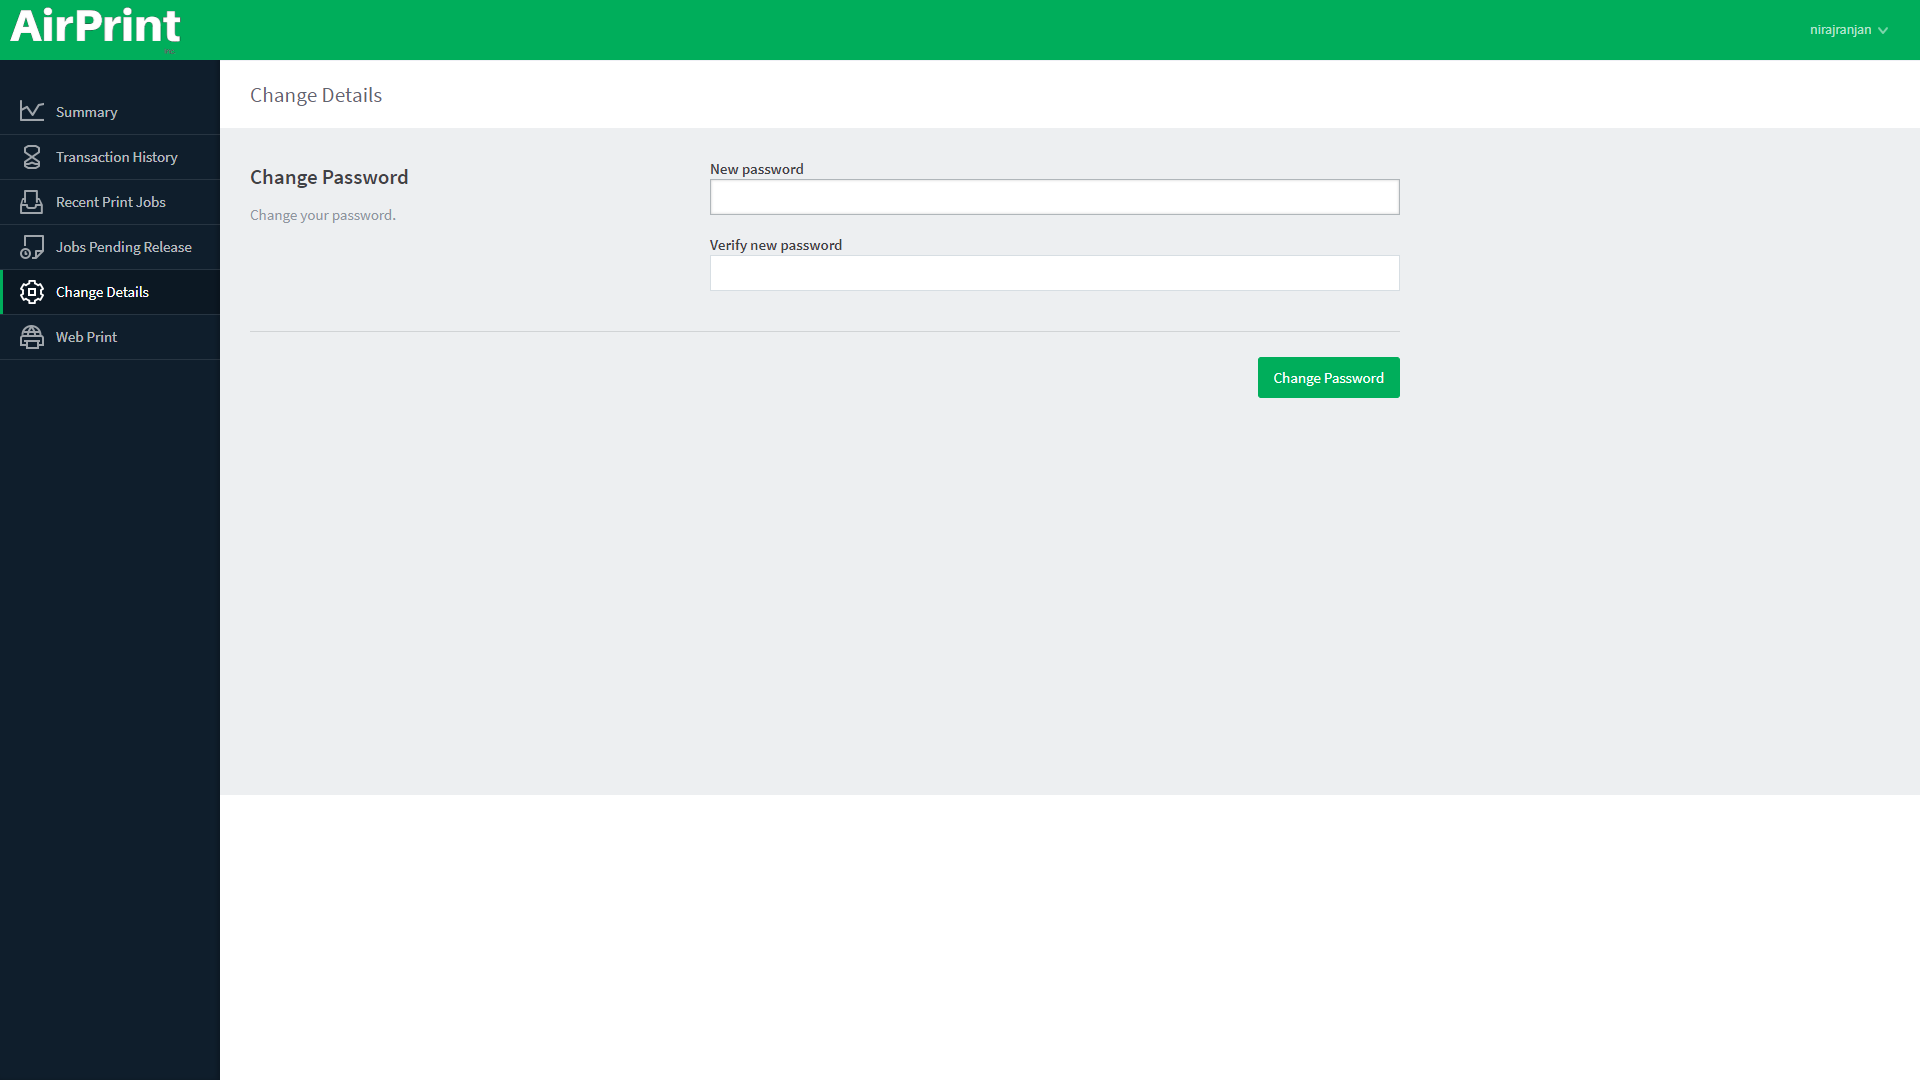 AirPrint
nirajranjan
Summary
Transaction History
Recent Print Jobs
Jobs Pending Release
Change Details
Web Print
Change Details
Change Password
Change your password.
New password
Verify new password
Change Password